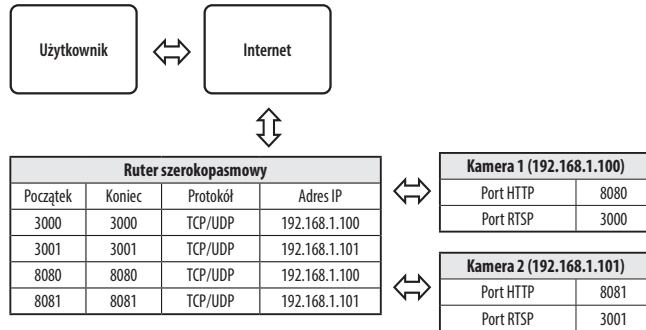 Użytkownik
Internet
Ruter szerokopasmowy
Początek Koniec Protokół Adres IP
3000 3000 TCP/UDP 192.168.1.100
3001 3001 TCP/UDP 192.168.1.101
8080 8080 TCP/UDP 192.168.1.100
8081 8081 TCP/UDP 192.168.1.101
Kamera 1 (192.168.1.100)
Port HTTP 8080
Port RTSP 3000
Kamera 2 (192.168.1.101)
Port HTTP 8081
Port RTSP 3001